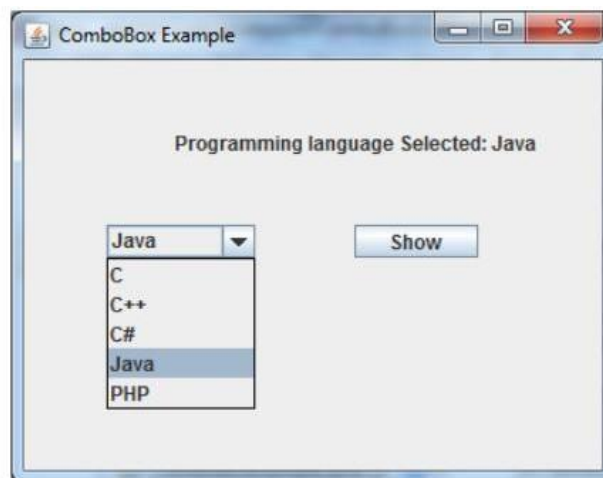 ComboBox Example
Programming language Selected: Java
Java
Show
C
C++
C#
Java
PHP